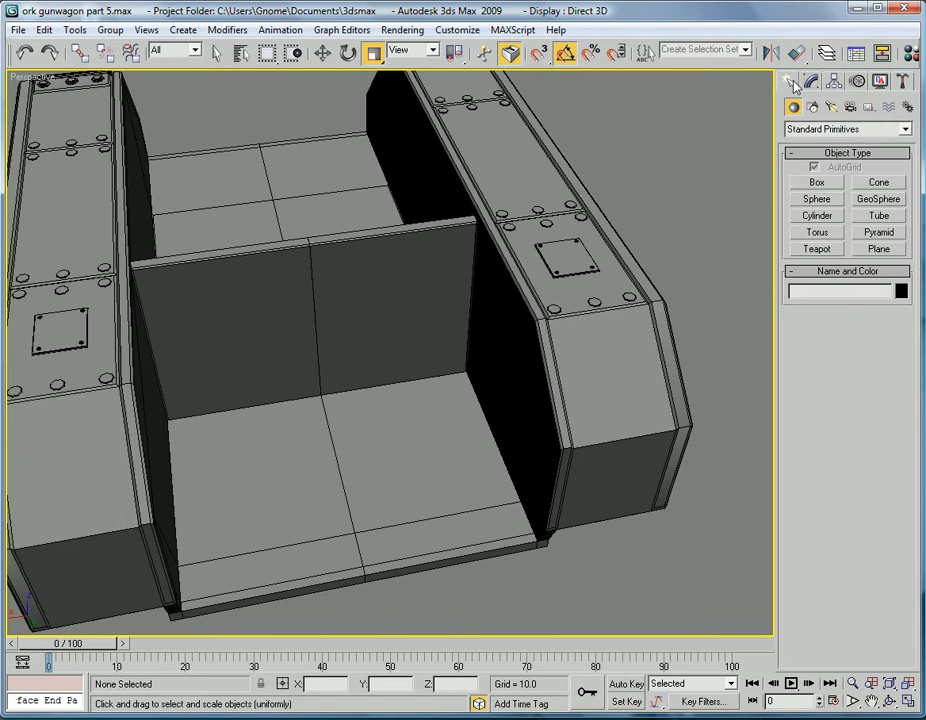 ork gunwagon part 5.max - Project Folder: C:\Users\Gnome\Documents\3dsmax - Autodesk 3ds Max 2009 - Display : Direct 3D
File Edit Tools Group Views Create Modifiers Animation Graph Editors Rendering Customize MAXScript Help
All View Create Selection Set
Perspective
Standard Primitives
- Object Type
AutoGrid
Box Cone
Sphere GeoSphere
Cylinder Tube
Torus Pyramid
Teapot Plane
- Name and Color
z
x
0 / 100
0 10 20 30 40 50 60 70 80 90 100
None Selected X: Y: Z: Grid = 10.0 Auto Key Selected
face End Pa Click and drag to select and scale objects (uniformly) Add Time Tag Set Key Key Filters... 0